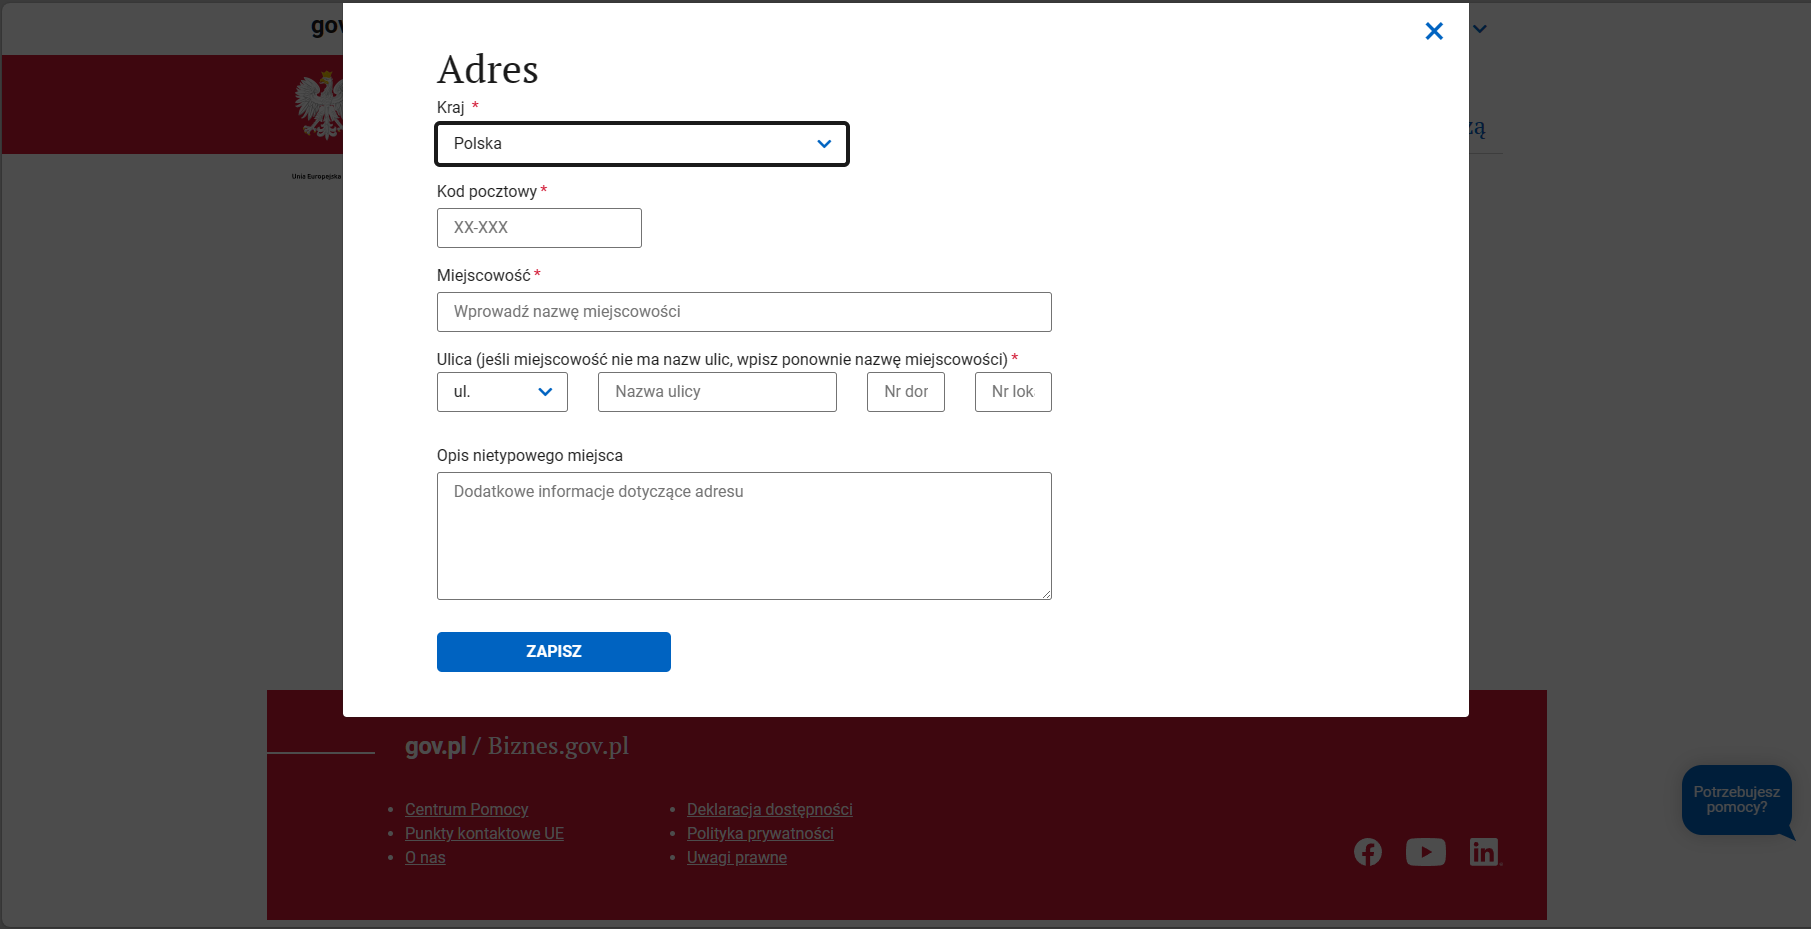 gov
Unia Europejska
Adres
Kraj *
Polska
Kod pocztowy *
XX-XXX
Miejscowość *
Wprowadź nazwę miejscowości
Ulica (jeśli miejscowość nie ma nazw ulic, wpisz ponownie nazwę miejscowości) *
ul. Nazwa ulicy Nr dor Nr lok
Opis nietypowego miejsca
Dodatkowe informacje dotyczące adresu
ZAPISZ
gov.pl / Biznes.gov.pl
Centrum Pomocy
Punkty kontaktowe UE
O nas
Deklaracja dostępności
Polityka prywatności
Uwagi prawne
in
Potrzebujesz
pomocy?